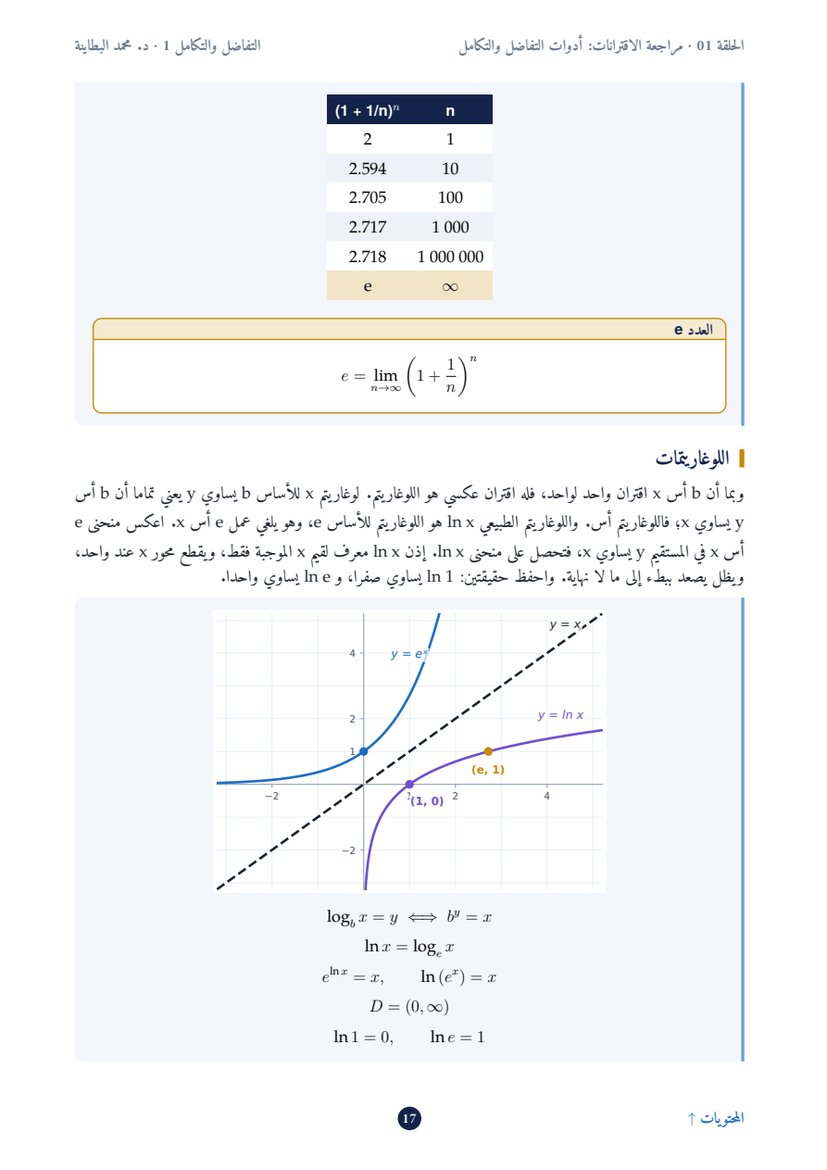 الحلقة 01 · مراجعة الاقترانات: أدوات التفاضل والتكامل
التفاضل والتكامل 1 · د. محمد البطاينة
n (1 + 1/n)ⁿ
1 2
10 2.594
100 2.705
1 000 2.717
1 000 000 2.718
∞ e
العدد e
e = lim n→∞ (1 + 1/n)ⁿ
اللوغاريتمات
وبما أن b أس x اقتران واحد لواحد، فله اقتران عكسي هو اللوغاريتم. لوغاريتم x للأساس b يساوي y يعني تماما أن b أس
y يساوي x؛ فاللوغاريتم أس. واللوغاريتم الطبيعي ln x هو اللوغاريتم للأساس e، وهو يلغي عمل e أس x. اعكس منحنى e
أس x في المستقيم y يساوي x، فتحصل على منحنى ln x. إذن ln x معرف لقيم x الموجبة فقط، ويقطع محور x عند واحد،
ويظل يصعد ببطء إلى ما لا نهاية. واحفظ حقيقتين: ln 1 يساوي صفرا، و ln e يساوي واحدا.
y = x
4
y = eˣ
2
y = ln x
1
(e, 1)
−2 1 2 4
(1, 0)
−2
log_b x = y ⟺ b^y = x
ln x = log_e x
e^{ln x} = x, ln (e^x) = x
D = (0, ∞)
ln 1 = 0, ln e = 1
المحتويات ↑
17